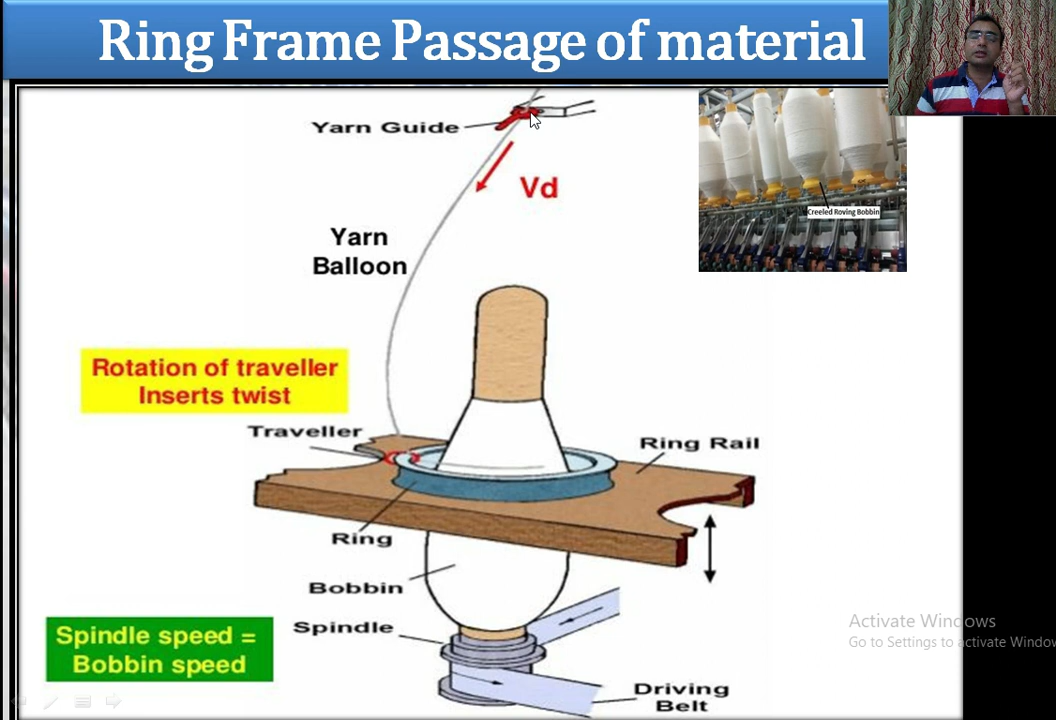 Ring Frame Passage of material
Yarn Guide
Vd
Creeled Roving Bobbin
Yarn
Balloon
Rotation of traveller
Inserts twist
Traveller
Ring Rail
Ring
Bobbin
Spindle
Spindle speed =
Bobbin speed
Driving
Belt
Activate Windows
Go to Settings to activate Window